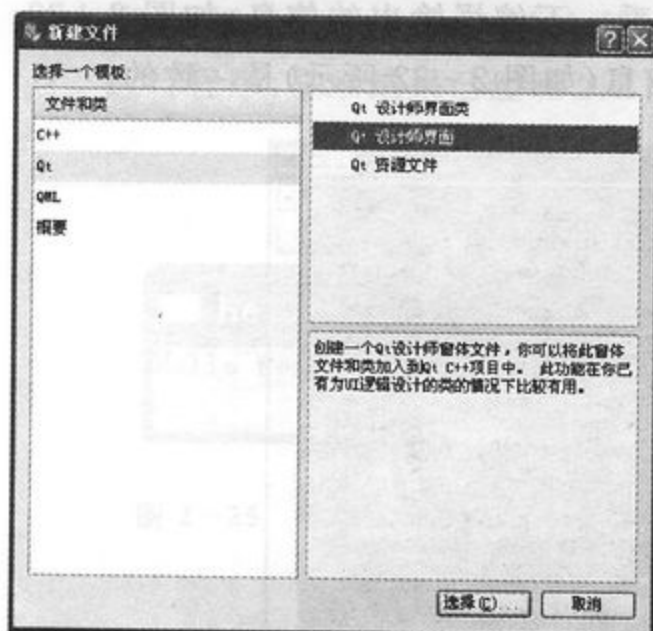 新建文件
选择一个模板:
文件和类
C++
Qt
QML
概要
Qt 设计师界面类
Qt 设计师界面
Qt 资源文件
创建一个Qt设计师窗体文件，你可以将此窗体
文件和类加入到Qt C++项目中。 此功能在你已
有为UI逻辑设计的类的情况下比较有用。
选择(C)...
取消